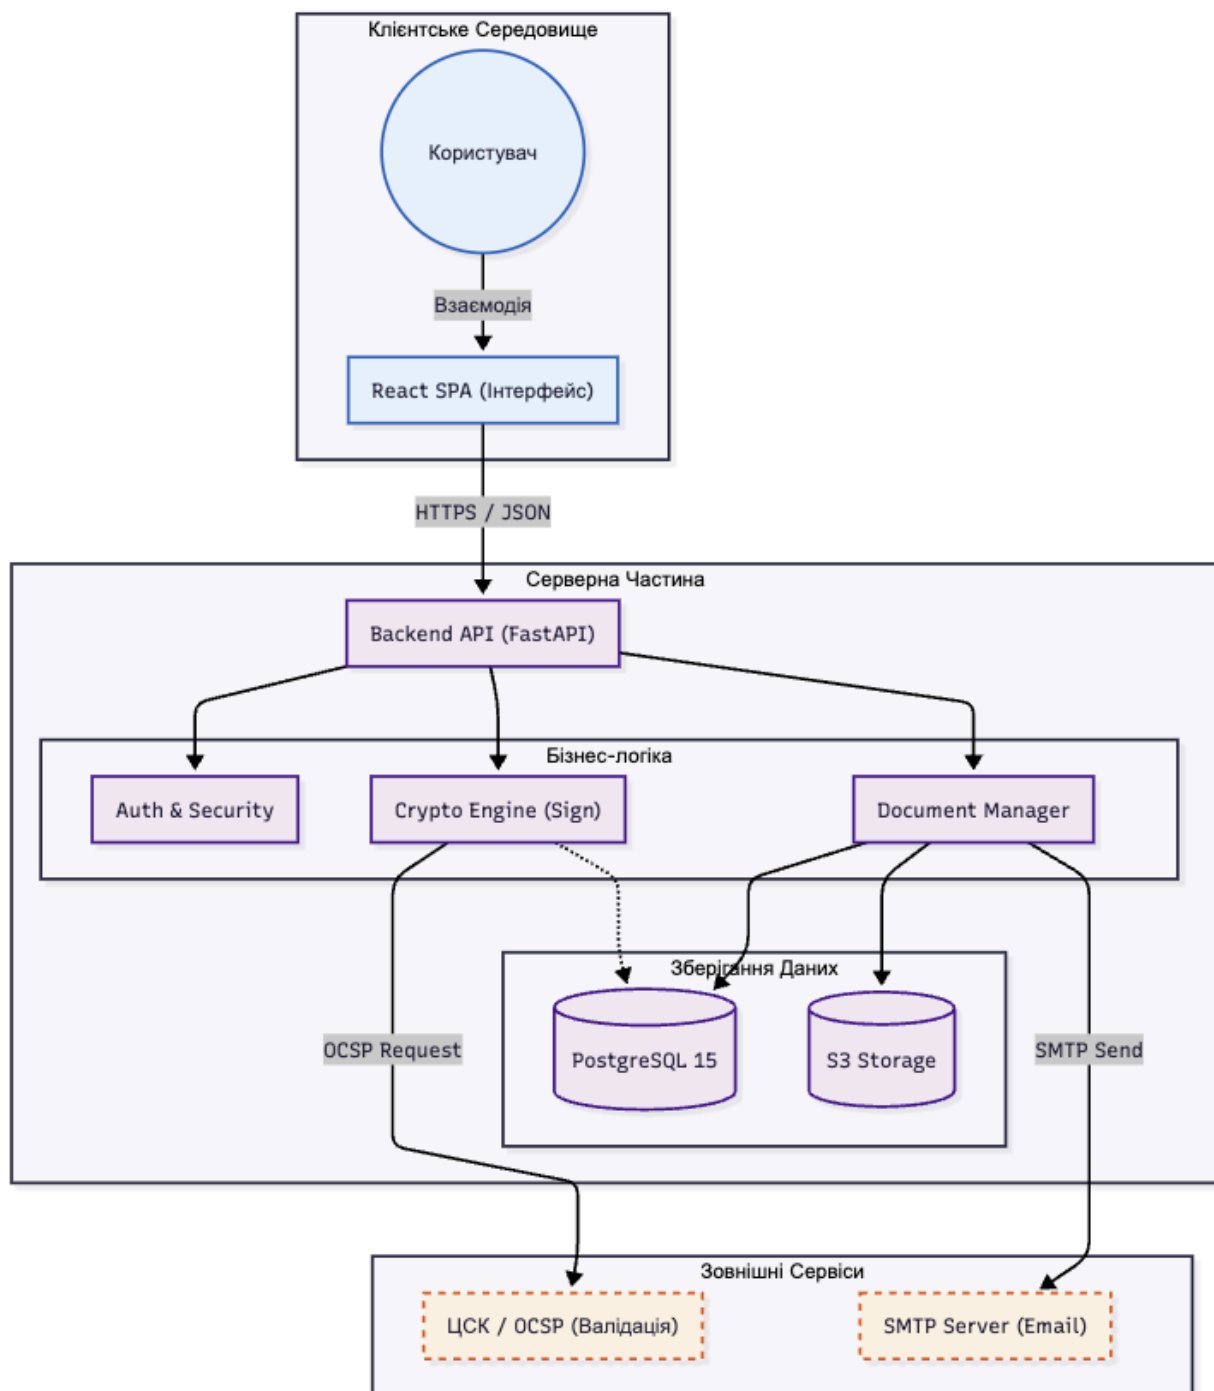 Клієнтське Середовище
Користувач
Взаємодія
React SPA (Інтерфейс)
HTTPS / JSON
Серверна Частина
Backend API (FastAPI)
Бізнес-логіка
Auth & Security
Crypto Engine (Sign)
Document Manager
Зберігання Даних
OCSP Request
PostgreSQL 15
S3 Storage
SMTP Send
Зовнішні Сервіси
ЦСК / OCSP (Валідація)
SMTP Server (Email)